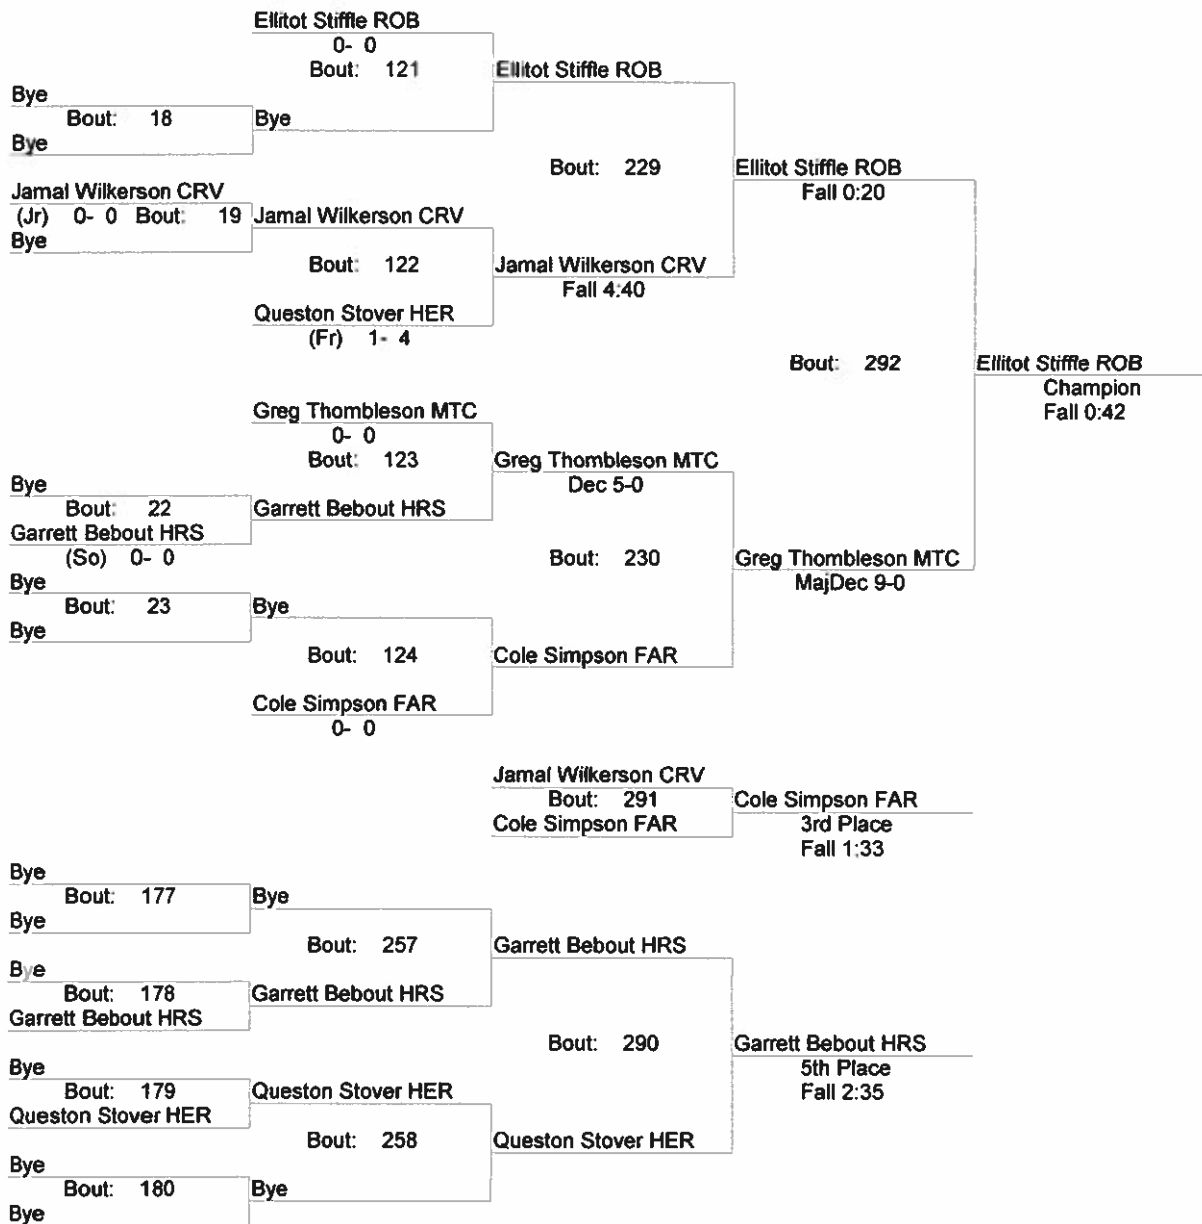 Ellitot Stiffle ROB
0- 0
Bout: 121
Ellitot Stiffle ROB
Bye
Bout: 18
Bye
Bye
Bout: 229
Ellitot Stiffle ROB
Fall 0:20
Jamal Wilkerson CRV
(Jr) 0- 0 Bout: 19
Jamal Wilkerson CRV
Bye
Bout: 122
Jamal Wilkerson CRV
Fall 4:40
Queston Stover HER
(Fr) 1- 4
Bout: 292
Ellitot Stiffle ROB
Champion
Fall 0:42
Greg Thombleson MTC
0- 0
Bout: 123
Greg Thombleson MTC
Dec 5-0
Bye
Bout: 22
Garrett Bebout HRS
Garrett Bebout HRS
(So) 0- 0
Bout: 230
Greg Thombleson MTC
MajDec 9-0
Bye
Bout: 23
Bye
Bye
Bout: 124
Cole Simpson FAR
Cole Simpson FAR
0- 0
Jamal Wilkerson CRV
Bout: 291
Cole Simpson FAR
Cole Simpson FAR
3rd Place
Fall 1:33
Bye
Bout: 177
Bye
Bye
Bout: 257
Garrett Bebout HRS
Bye
Bout: 178
Garrett Bebout HRS
Garrett Bebout HRS
Bout: 290
Garrett Bebout HRS
5th Place
Fall 2:35
Bye
Bout: 179
Queston Stover HER
Queston Stover HER
Bout: 258
Queston Stover HER
Bye
Bout: 180
Bye
Bye